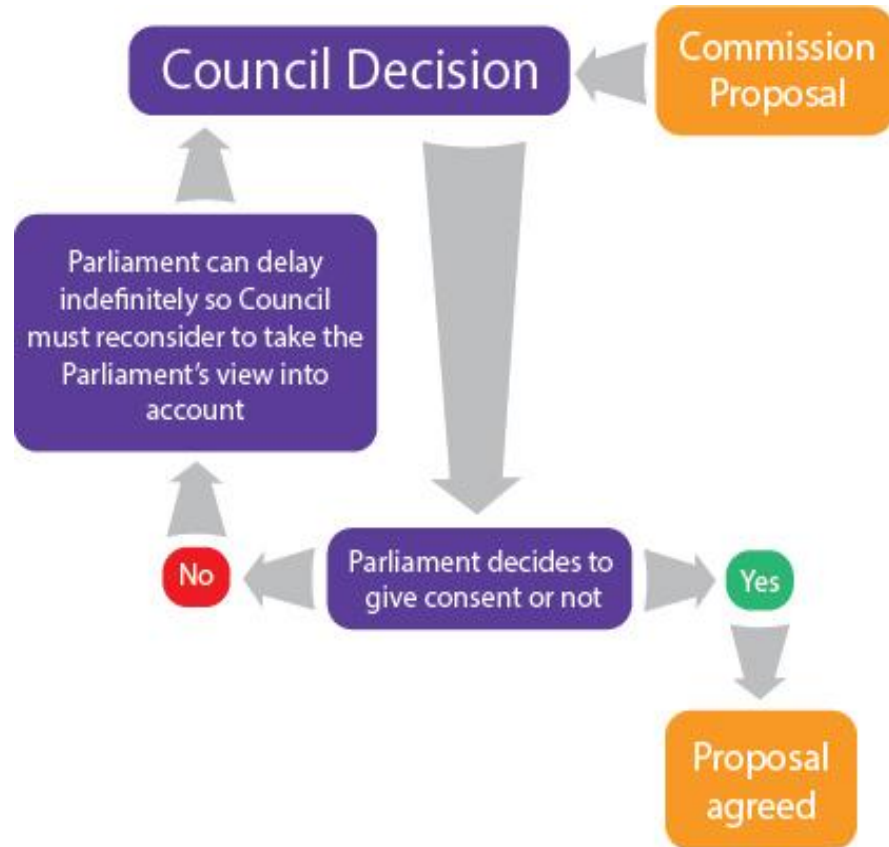 Council Decision
Commission
Proposal
Parliament can delay
indefinitely so Council
must reconsider to take the
Parliament's view into
account
No
Parliament decides to
give consent or not
Yes
Proposal
agreed